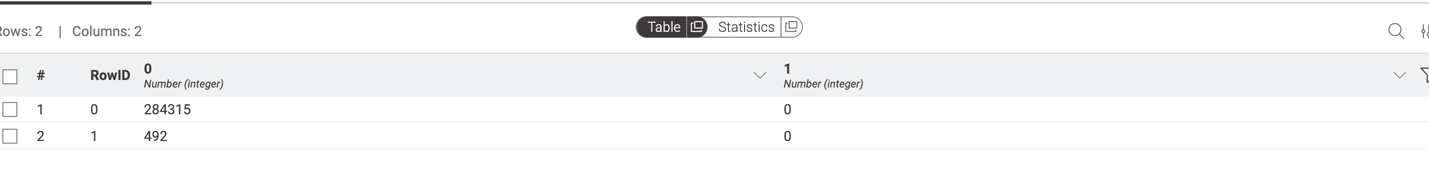 Rows: 2 | Columns: 2
Table Statistics
# RowID 0 1
Number (integer) Number (integer)
1 0 284315 0
2 1 492 0